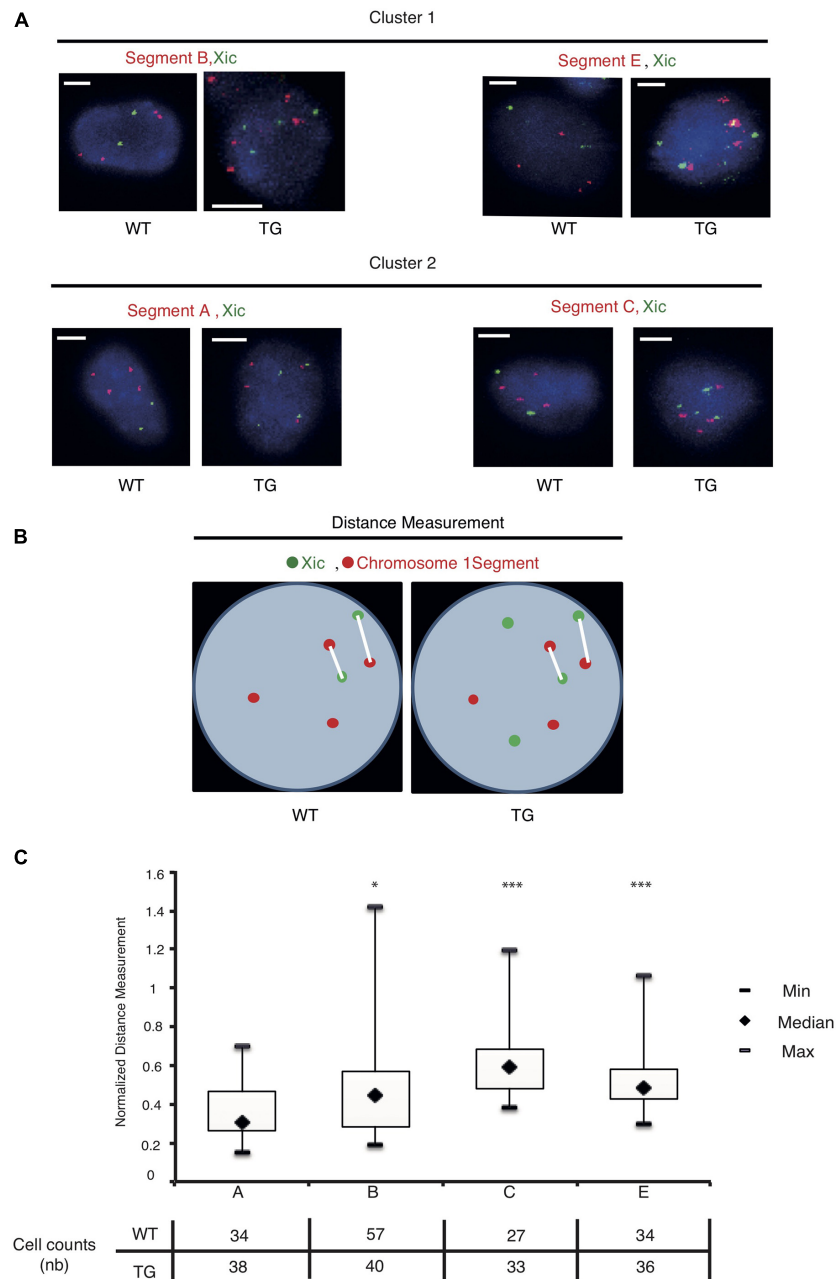 A
Cluster 1
Segment B,Xic
Segment E , Xic
WT
TG
WT
TG
Cluster 2
Segment A , Xic
Segment C, Xic
WT
TG
WT
TG
B
Distance Measurement
Xic , Chromosome 1Segment
WT
TG
C
Normalized Distance Measurement
1.6
1.4
1.2
1
0.8
0.6
0.4
0.2
0
* *** ***
Min
Median
Max
A B C E
Cell counts (nb)
WT 34 57 27 34
TG 38 40 33 36